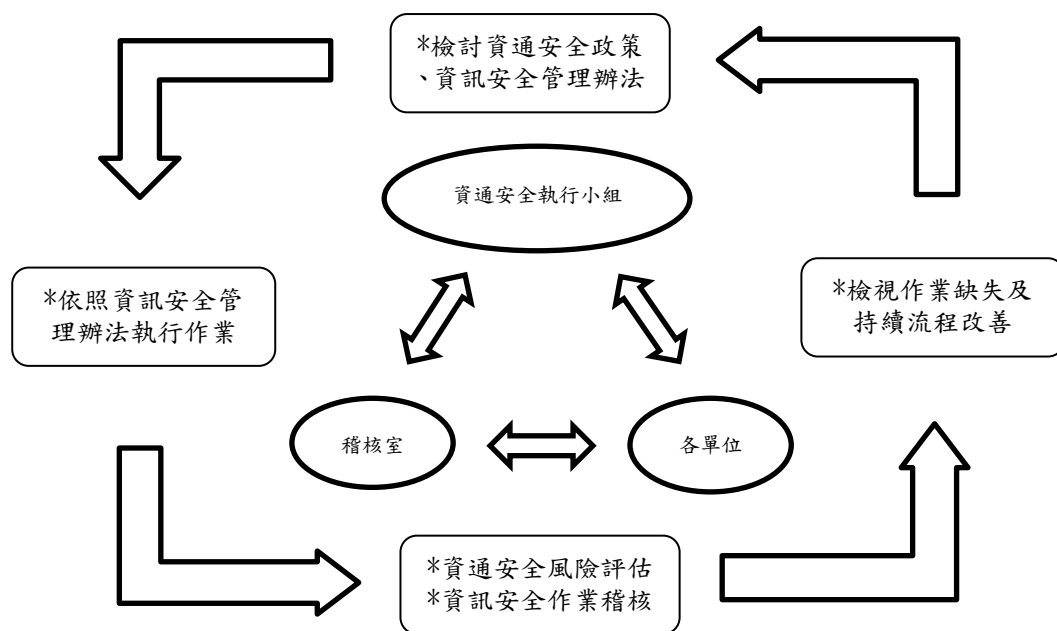 *檢討資通安全政策
、資訊安全管理辦法
資通安全執行小組
*依照資訊安全管
理辦法執行作業
*檢視作業缺失及
持續流程改善
稽核室
各單位
*資通安全風險評估
*資訊安全作業稽核